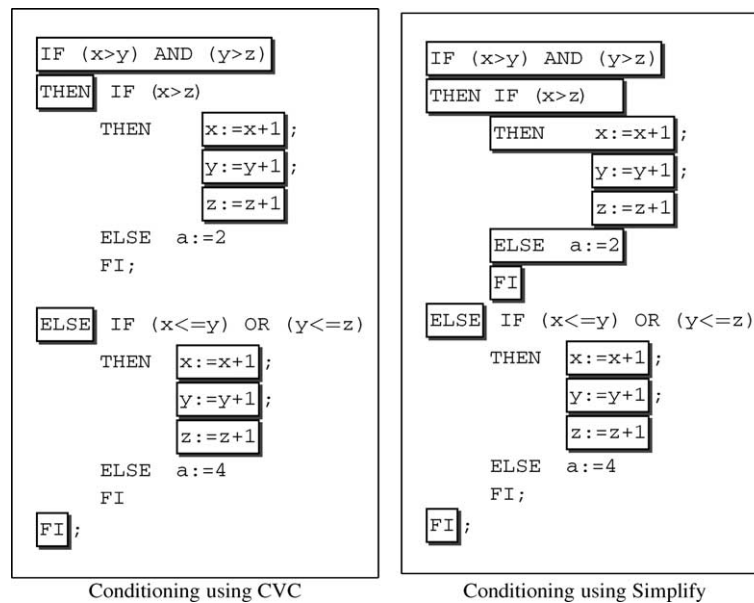 IF (x>y) AND (y>z)
THEN IF (x>z)
THEN x:=x+1;
y:=y+1;
z:=z+1
ELSE a:=2
FI;
ELSE IF (x<=y) OR (y<=z)
THEN x:=x+1;
y:=y+1;
z:=z+1
ELSE a:=4
FI
FI;
Conditioning using CVC
IF (x>y) AND (y>z)
THEN IF (x>z)
THEN x:=x+1;
y:=y+1;
z:=z+1
ELSE a:=2
FI
ELSE IF (x<=y) OR (y<=z)
THEN x:=x+1;
y:=y+1;
z:=z+1
ELSE a:=4
FI;
FI;
Conditioning using Simplify